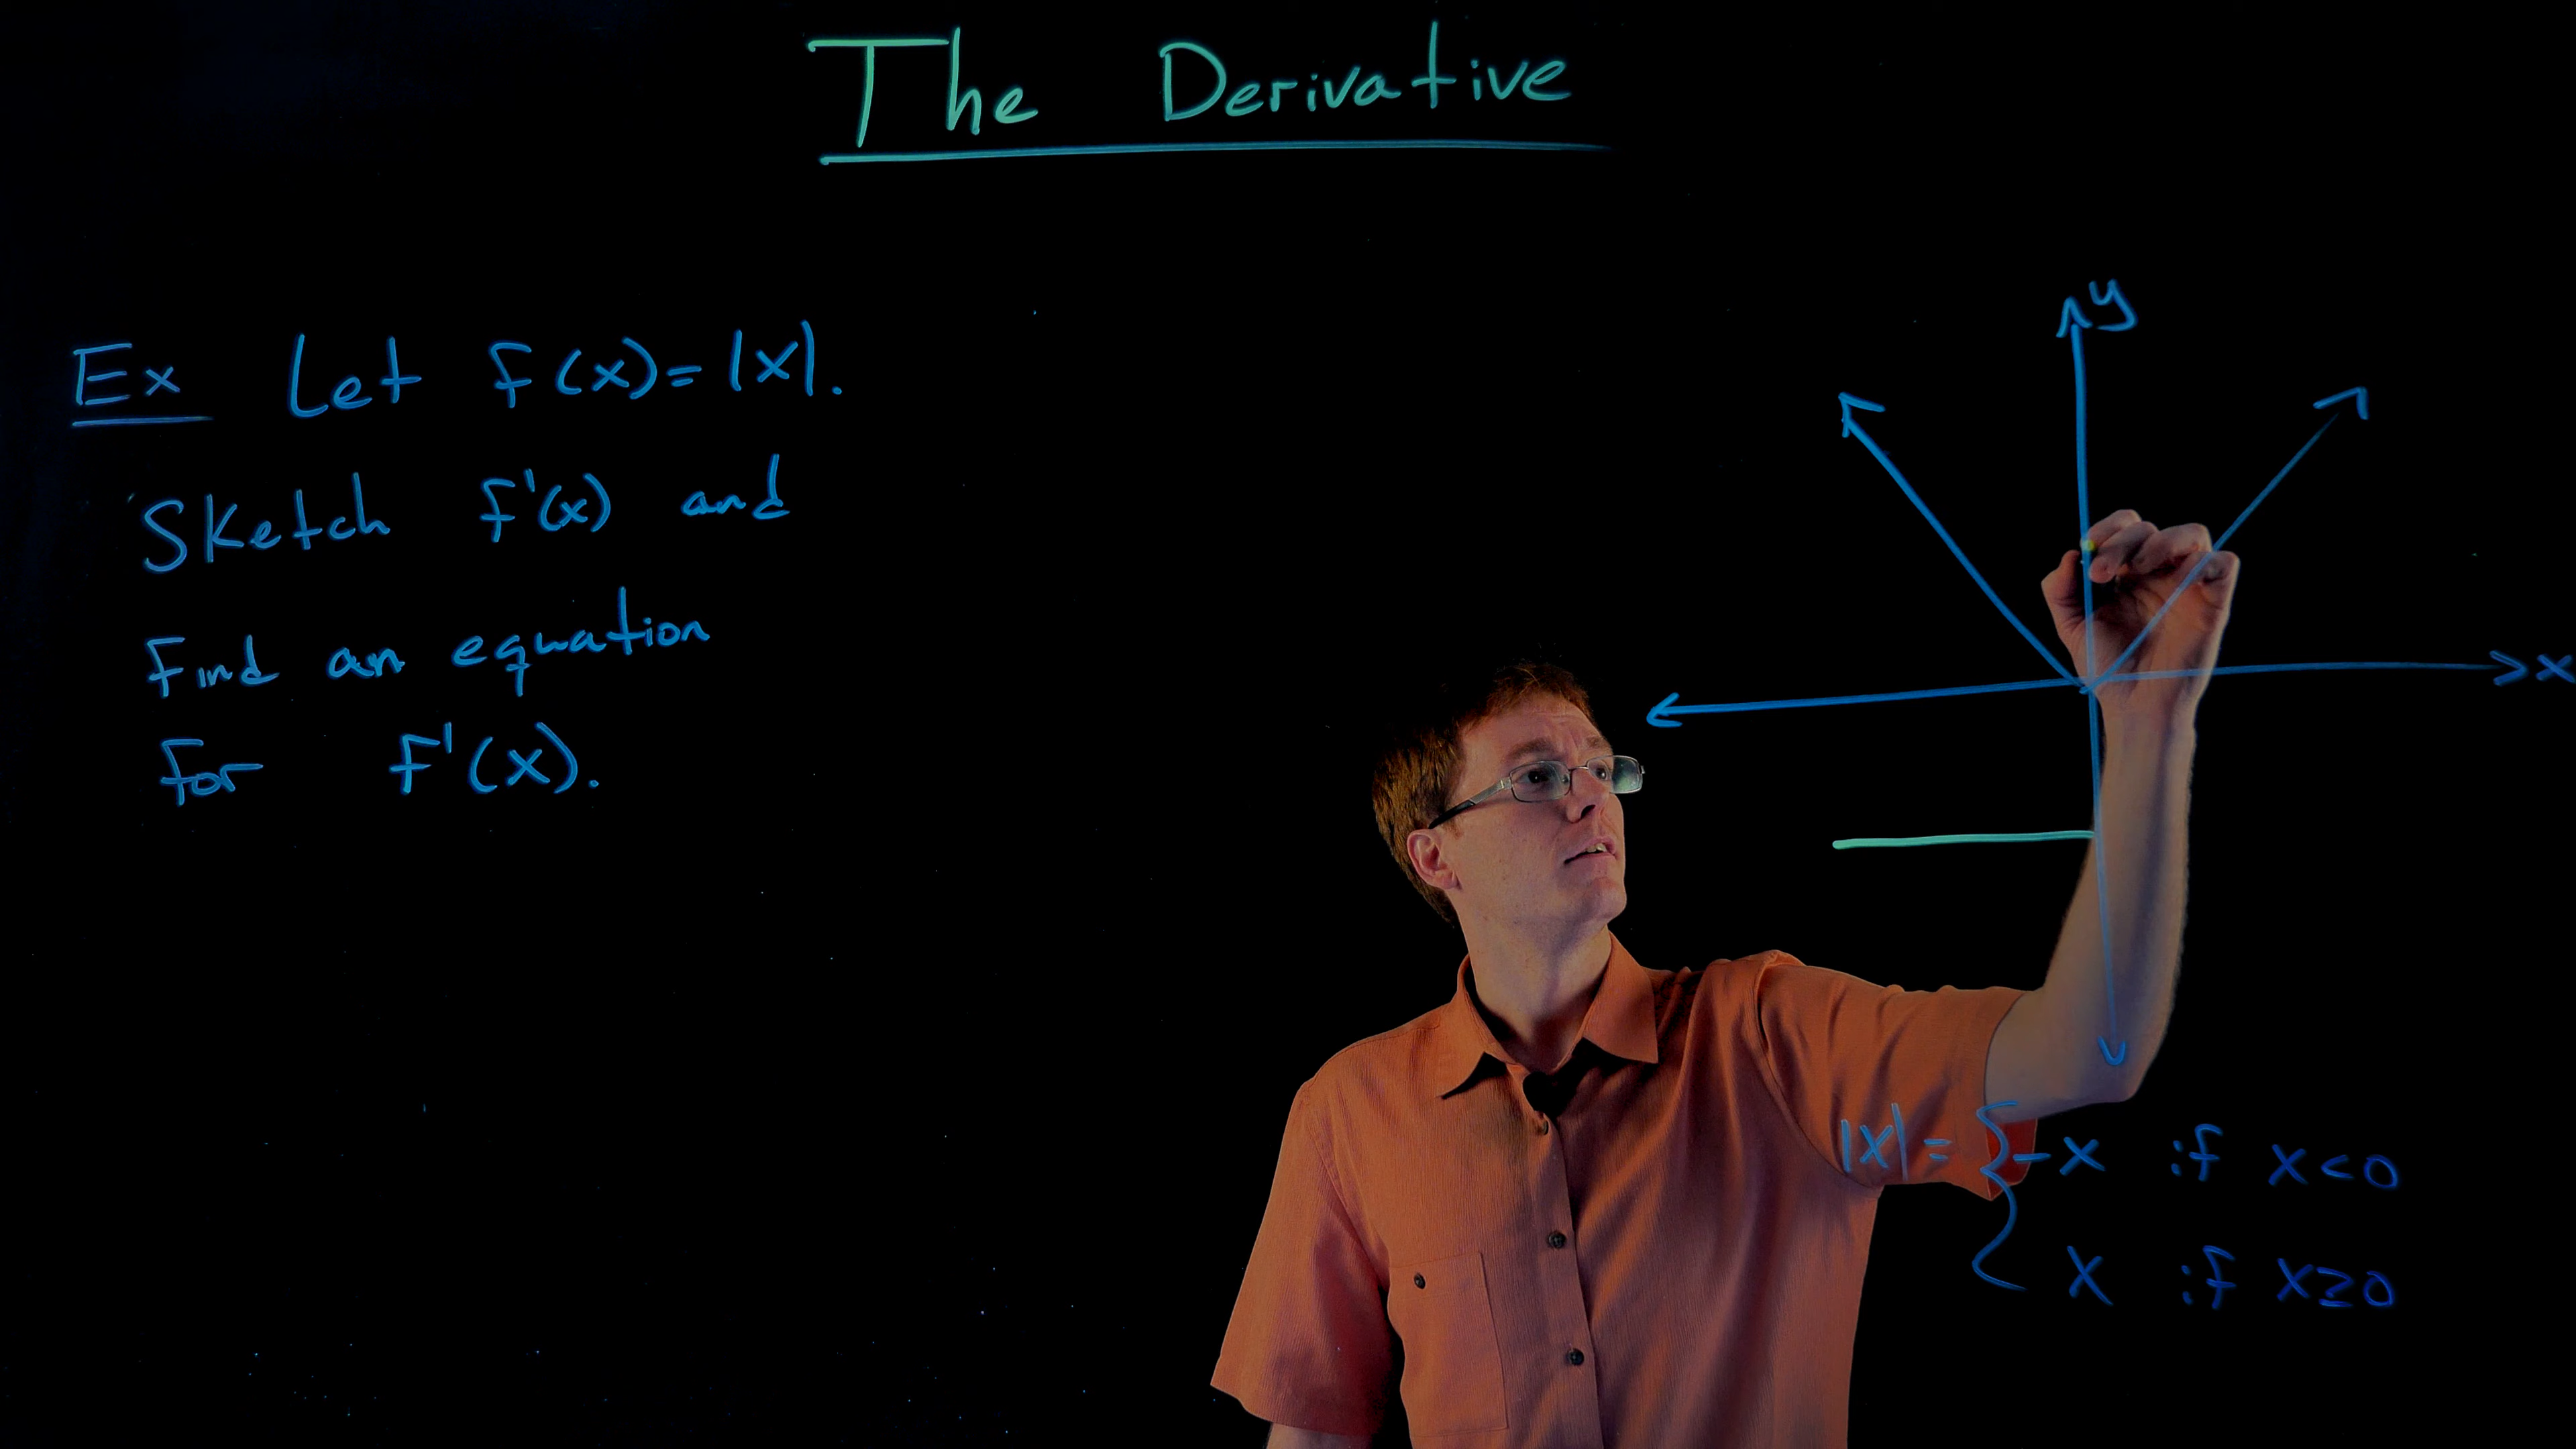 The Derivative
Ex Let f(x)=|x|.
Sketch f'(x) and
Find an equation
for f'(x).
y
x
|x|= { -x if x<0
x if x≥0